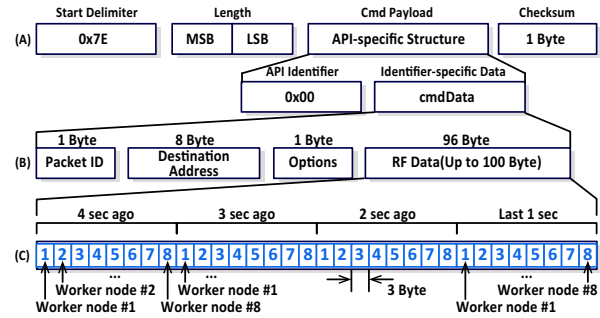 Start Delimiter Length Cmd Payload Checksum
(A) 0x7E MSB LSB API-specific Structure 1 Byte
API Identifier Identifier-specific Data
0x00 cmdData
1 Byte 8 Byte 1 Byte 96 Byte
(B) Packet ID Destination Address Options RF Data(Up to 100 Byte)
4 sec ago 3 sec ago 2 sec ago Last 1 sec
(C) 1 2 3 4 5 6 7 8 1 2 3 4 5 6 7 8 1 2 3 4 5 6 7 8 1 2 3 4 5 6 7 8
... ... ...
Worker node #2 Worker node #1 3 Byte Worker node #8
Worker node #1 Worker node #8 Worker node #1